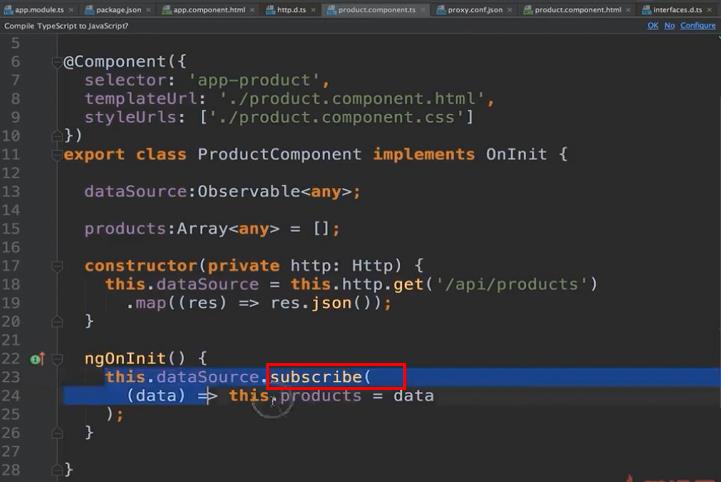 app.module.ts × package.json × app.component.html × http.d.ts × product.component.ts × proxy.conf.json × product.component.html × interfaces.d.ts ×
Compile TypeScript to JavaScript? OK No Configure
5
6 @Component({
7 selector: 'app-product',
8 templateUrl: './product.component.html',
9 styleUrls: ['./product.component.css']
10 })
11 export class ProductComponent implements OnInit {
12
13 dataSource:Observable<any>;
14
15 products:Array<any> = [];
16
17 constructor(private http: Http) {
18 this.dataSource = this.http.get('/api/products')
19 .map((res) => res.json());
20 }
21
22 ngOnInit() {
23 this.dataSource.subscribe(
24 (data) => this.products = data
25 );
26 }
27
28 }